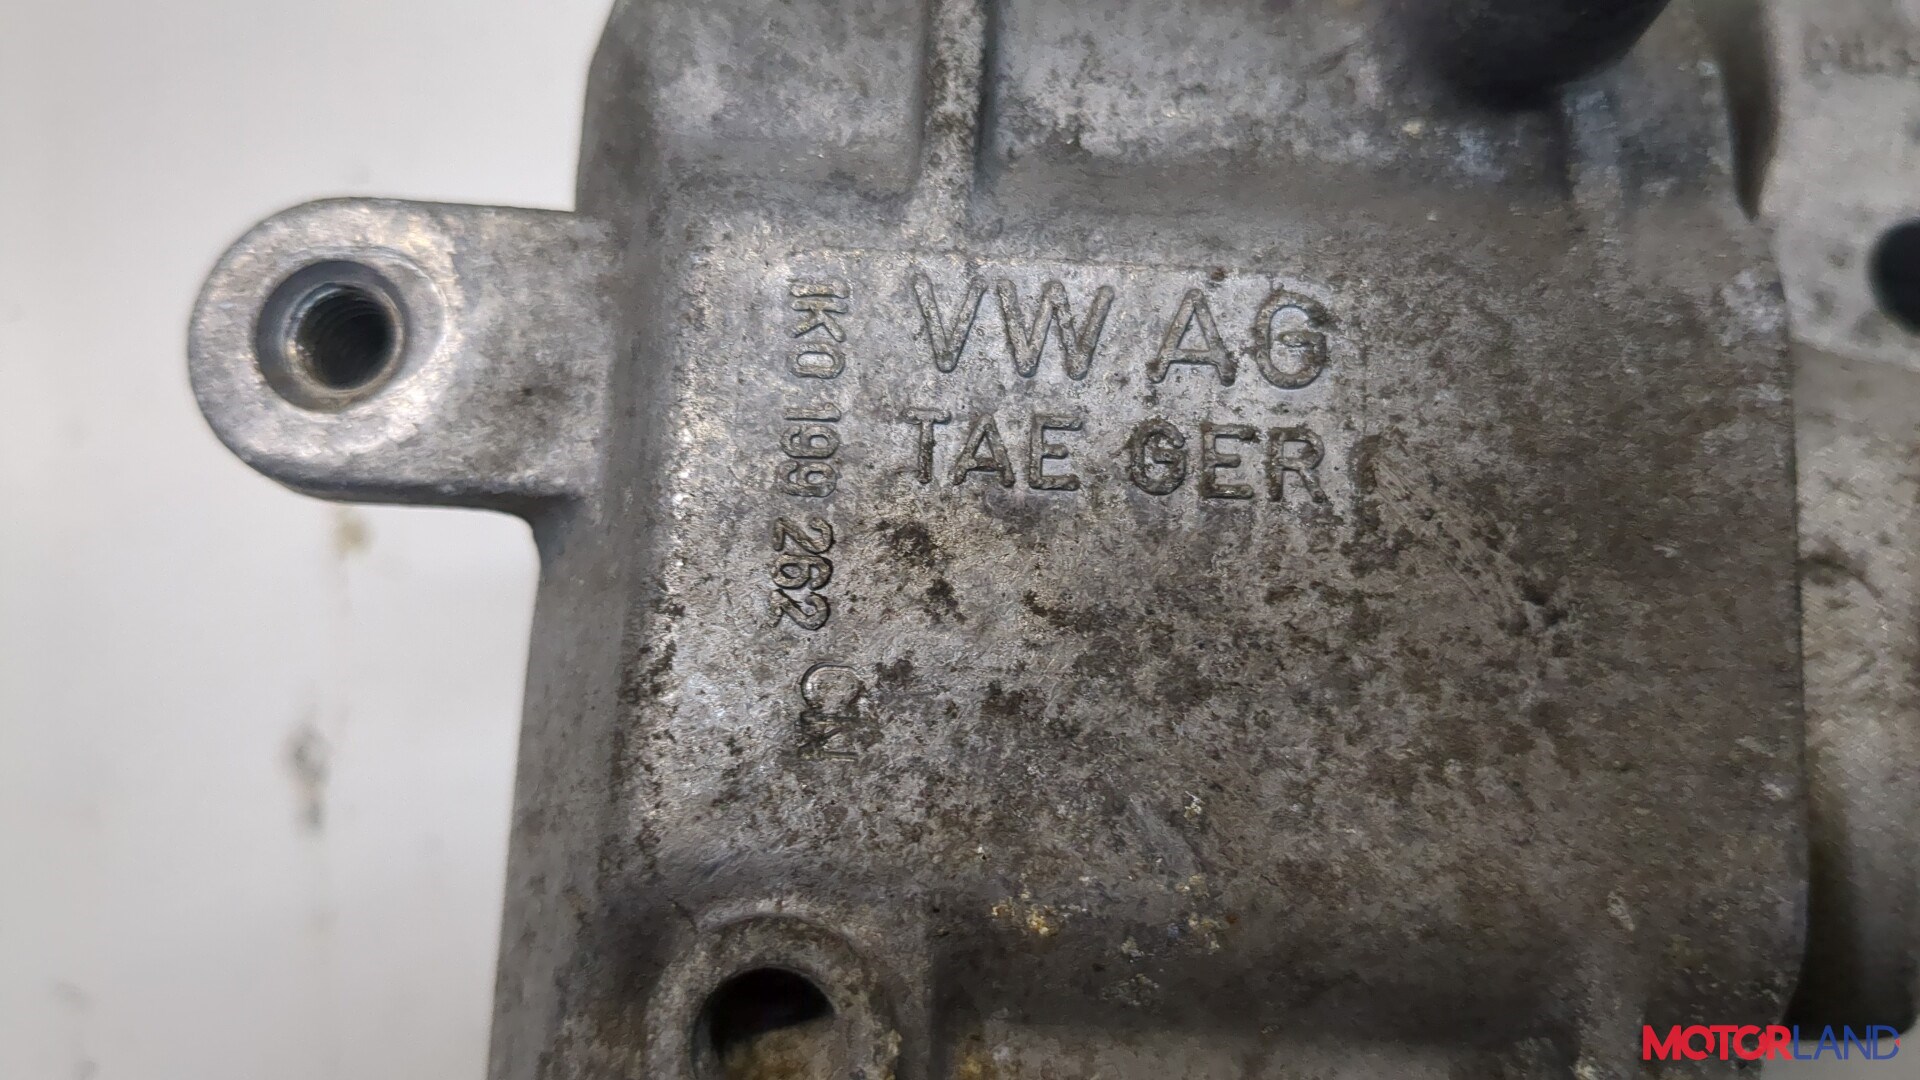 VW AG
TAE GER
1K0 199 262 CN
MOTORLAND